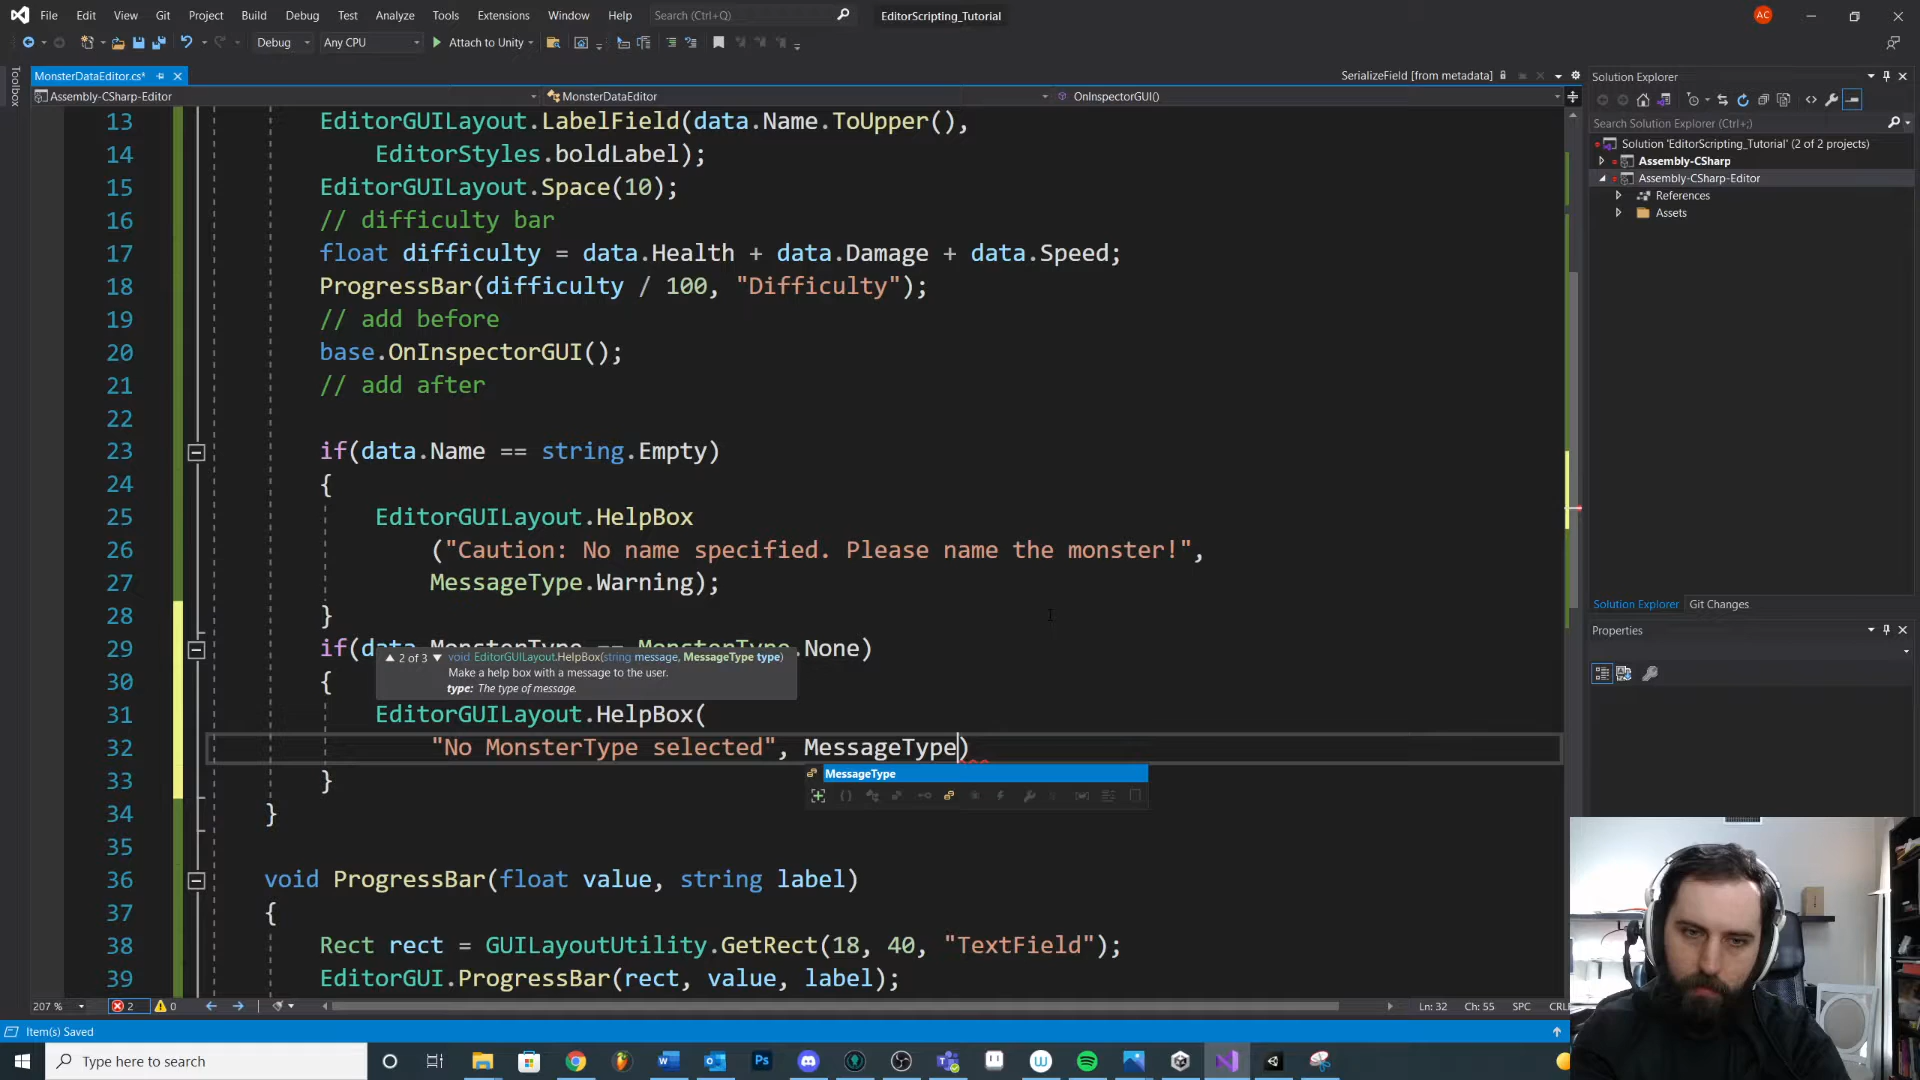 File Edit View Git Project Build Debug Test Analyze Tools Extensions Window Help Search (Ctrl+Q) EditorScripting_Tutorial AC
Debug Any CPU Attach to Unity
Toolbox
MonsterDataEditor.cs* SerializeField [from metadata]
Assembly-CSharp-Editor MonsterDataEditor OnInspectorGUI()
13 EditorGUILayout.LabelField(data.Name.ToUpper(),
14 EditorStyles.boldLabel);
15 EditorGUILayout.Space(10);
16 // difficulty bar
17 float difficulty = data.Health + data.Damage + data.Speed;
18 ProgressBar(difficulty / 100, "Difficulty");
19 // add before
20 base.OnInspectorGUI();
21 // add after
22
23 if(data.Name == string.Empty)
24 {
25 EditorGUILayout.HelpBox
26 ("Caution: No name specified. Please name the monster!",
27 MessageType.Warning);
28 }
29 if(data.MonsterType == MonsterType.None)
2 of 3 void EditorGUILayout.HelpBox(string message, MessageType type)
Make a help box with a message to the user.
type: The type of message.
30 {
31 EditorGUILayout.HelpBox(
32 "No MonsterType selected", MessageType)
MessageType
33 }
34 }
35
36 void ProgressBar(float value, string label)
37 {
38 Rect rect = GUILayoutUtility.GetRect(18, 40, "TextField");
39 EditorGUI.ProgressBar(rect, value, label);
207 % 2 0 Ln: 32 Ch: 55 SPC CRL
Item(s) Saved
Solution Explorer
Search Solution Explorer (Ctrl+;)
Solution 'EditorScripting_Tutorial' (2 of 2 projects)
Assembly-CSharp
Assembly-CSharp-Editor
References
Assets
Solution Explorer Git Changes
Properties
Type here to search